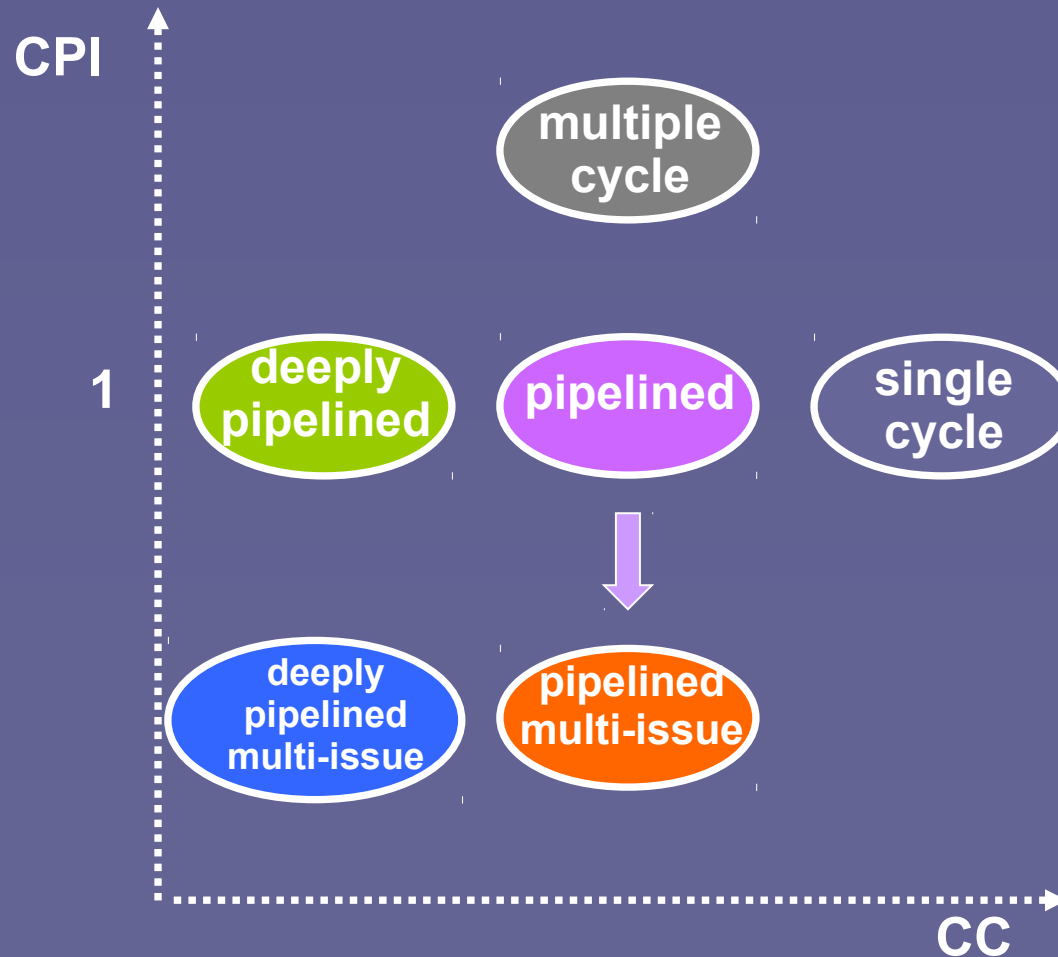 CPI
multiple
cycle
1
deeply
pipelined
pipelined
single
cycle
deeply
pipelined
multi-issue
pipelined
multi-issue
CC